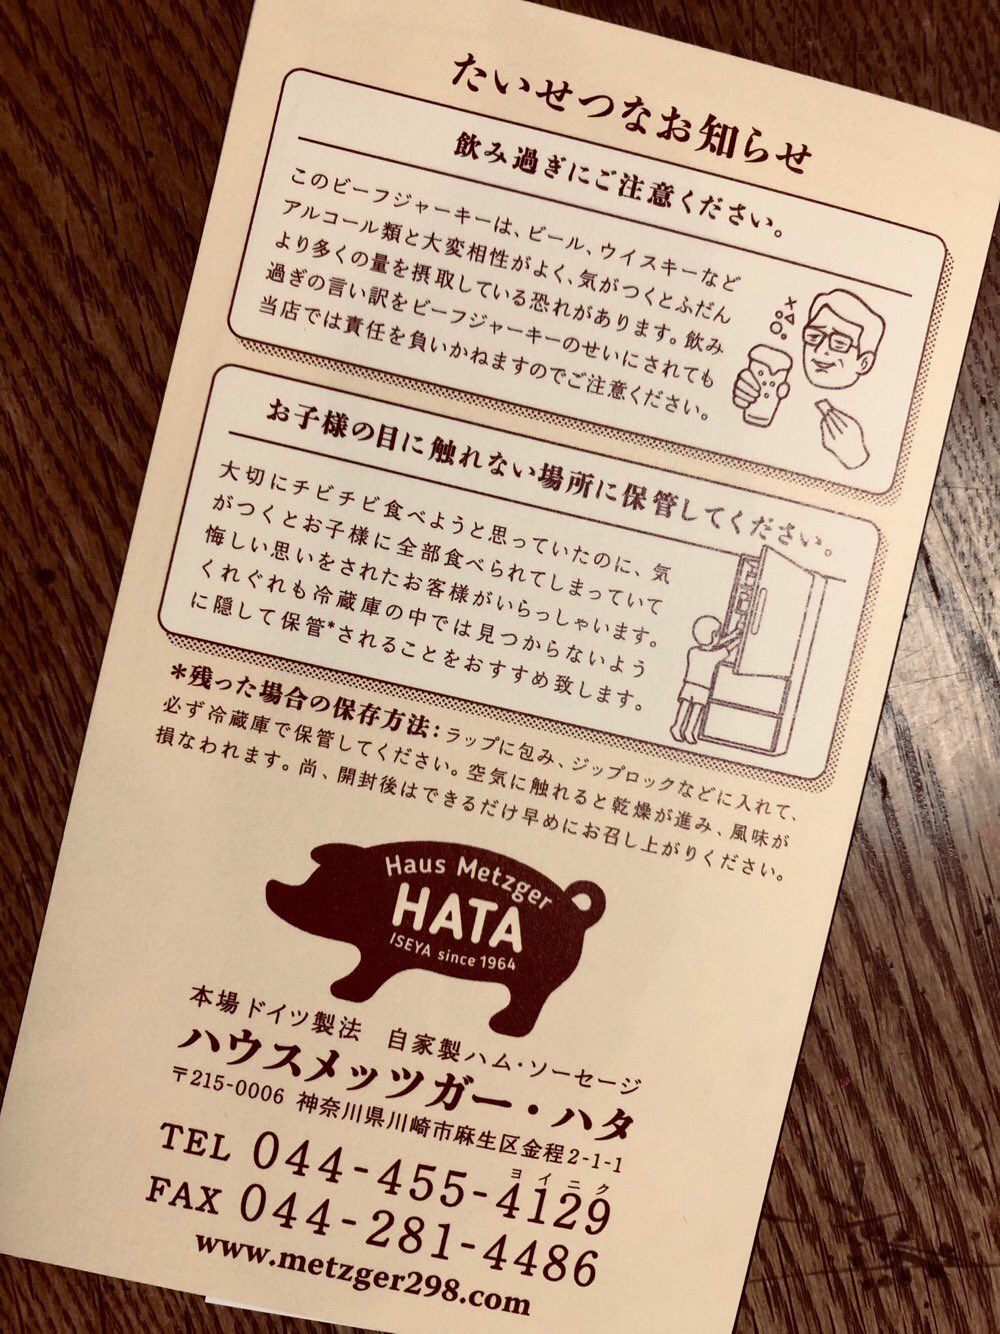 たいせつなお知らせ
飲み過ぎにご注意ください。
このビーフジャーキーは、ビール、ウイスキーなど
アルコール類と大変相性がよく、気がつくとふだん
より多くの量を摂取している恐れがあります。飲み
過ぎの言い訳をビーフジャーキーのせいにされても
当店では責任を負いかねますのでご注意ください。
お子様の目に触れない場所に保管してください。
大切にチビチビ食べようと思っていたのに、気
がつくとお子様に全部食べられてしまっていて
悔しい思いをされたお客様がいらっしゃいます。
くれぐれも冷蔵庫の中では見つからないよう
に隠して保管*されることをおすすめ致します。
*残った場合の保存方法：ラップに包み、ジップロックなどに入れて、
必ず冷蔵庫で保管してください。空気に触れると乾燥が進み、風味が
損なわれます。尚、開封後はできるだけ早めにお召し上がりください。
Haus Metzger
HATA
ISEYA since 1964
本場ドイツ製法 自家製ハム・ソーセージ
ハウスメッツガー・ハタ
〒215-0006 神奈川県川崎市麻生区金程2-1-1
ヨイニク
TEL 044-455-4129
FAX 044-281-4486
www.metzger298.com